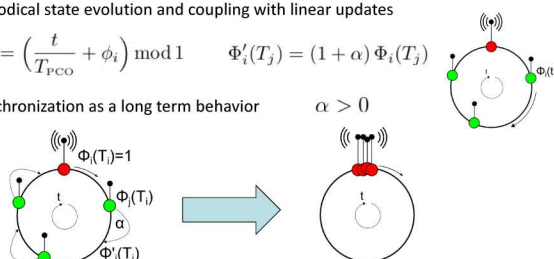 odical state evolution and coupling with linear updates
= (t/T_PCO + ϕ_i) mod 1 Φ′_i(T_j) = (1 + α) Φ_i(T_j)
t
Φ_i(t
chronization as a long term behavior α > 0
Φ_i(T_i)=1
t
Φ_j(T_i)
α
t
Φ'_j(T_i)